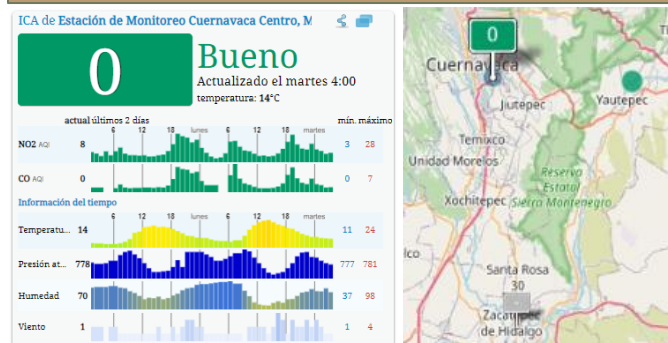 ICA de Estación de Monitoreo Cuernavaca Centro, M
0
Bueno
Actualizado el martes 4:00
temperatura: 14°C
actual últimos 2 días mín. máximo
6 12 18 lunes 6 12 18 martes
NO2 AQI 8 3 28
CO AQI 0 0 7
Información del tiempo
6 12 18 lunes 6 12 18 martes
Temperatu... 14 11 24
Presión at... 778 777 781
Humedad 70 37 98
Viento 1 1 4
0
Cuernavaca
Jiutepec
Yautepec
Temixco
Unidad Morelos
Reserva
Estatal
Sierra Montenegro
Xochitepec
Santa Rosa
30
Zacatepec
de Hidalgo